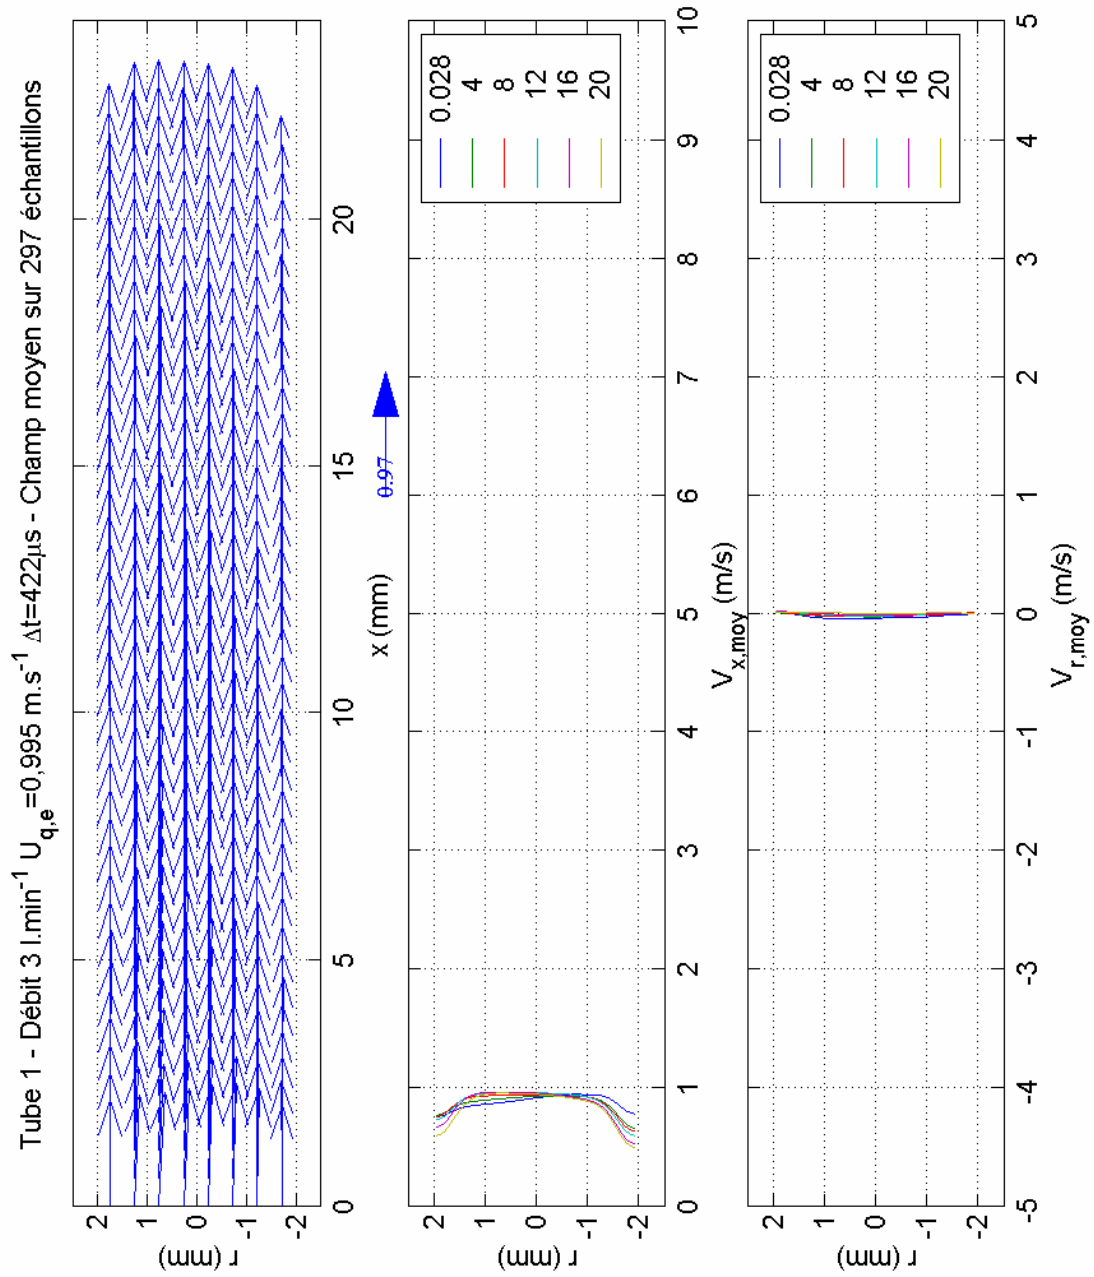 Tube 1 - Débit 3 l.min⁻¹ U_q,e =0,995 m.s⁻¹ Δt=422µs - Champ moyen sur 297 échantillons
2
1
0
-1
-2
r (mm)
0 5 10 15 20
x (mm)
0.97
2
1
0
-1
-2
r (mm)
0.028
4
8
12
16
20
0 1 2 3 4 5 6 7 8 9 10
V_x,moy (m/s)
2
1
0
-1
-2
r (mm)
0.028
4
8
12
16
20
-5 -4 -3 -2 -1 0 1 2 3 4 5
V_r,moy (m/s)